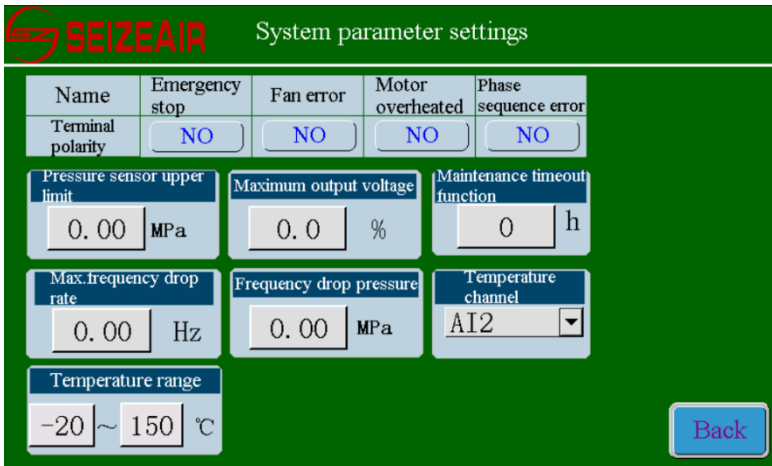 SEIZEAIR System parameter settings
Name Emergency stop Fan error Motor overheated Phase sequence error
Terminal polarity NO NO NO NO
Pressure sensor upper limit
0.00 MPa
Maximum output voltage
0.0 %
Maintenance timeout function
0 h
Max.frequency drop rate
0.00 Hz
Frequency drop pressure
0.00 MPa
Temperature channel
AI2
Temperature range
-20 ~ 150 ℃
Back